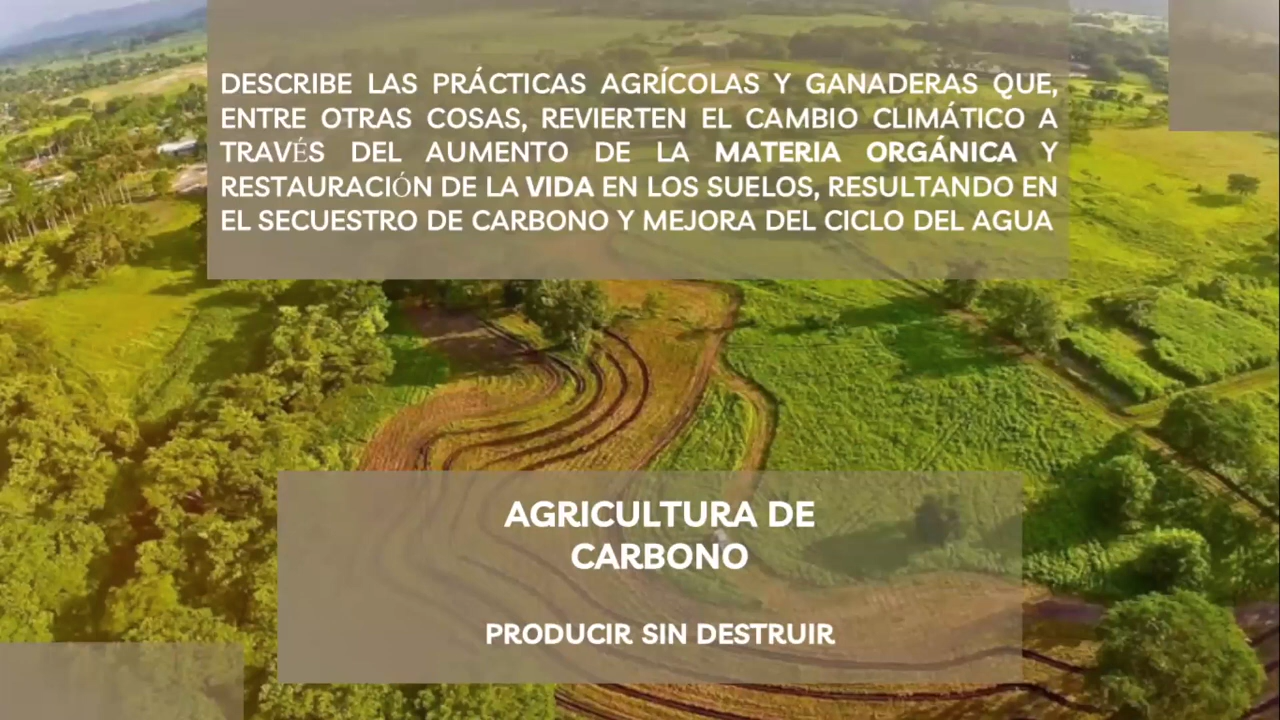 DESCRIBE LAS PRÁCTICAS AGRÍCOLAS Y GANADERAS QUE,
ENTRE OTRAS COSAS, REVIERTEN EL CAMBIO CLIMÁTICO A
TRAVÉS DEL AUMENTO DE LA MATERIA ORGÁNICA Y
RESTAURACIÓN DE LA VIDA EN LOS SUELOS, RESULTANDO EN
EL SECUESTRO DE CARBONO Y MEJORA DEL CICLO DEL AGUA
AGRICULTURA DE
CARBONO
PRODUCIR SIN DESTRUIR